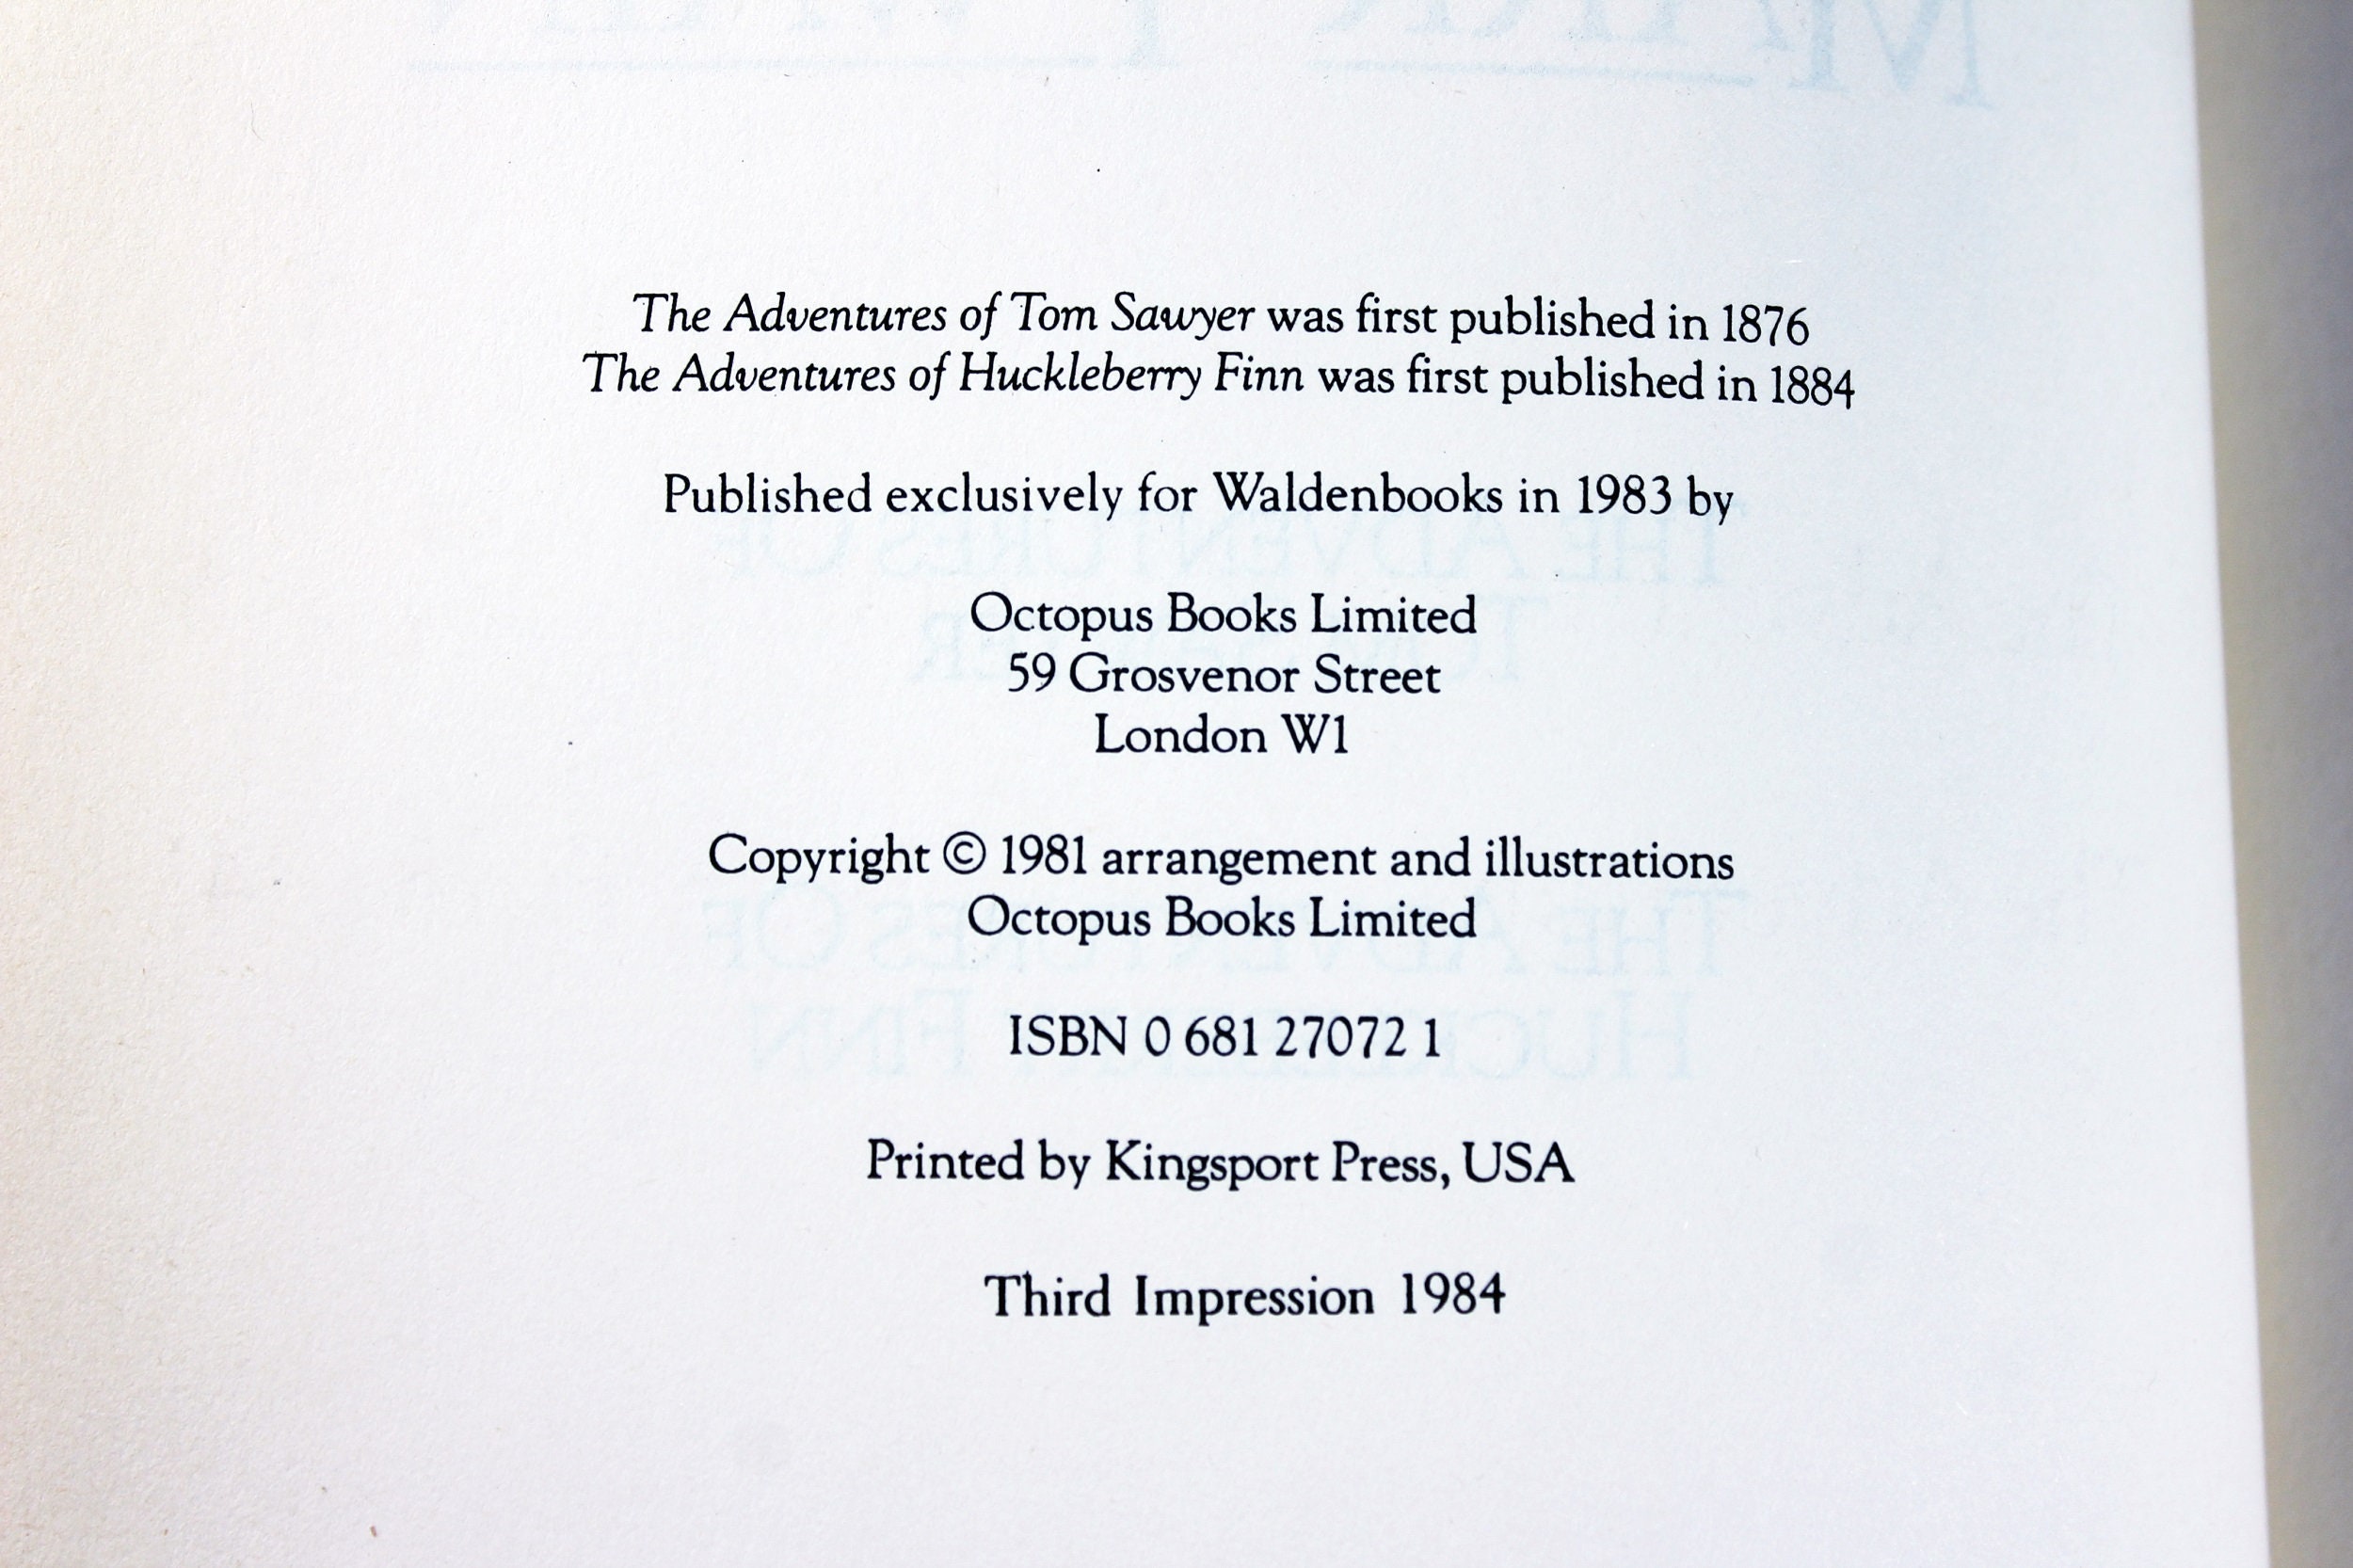 The Adventures of Tom Sawyer was first published in 1876
The Adventures of Huckleberry Finn was first published in 1884
Published exclusively for Waldenbooks in 1983 by
Octopus Books Limited
59 Grosvenor Street
London W1
Copyright © 1981 arrangement and illustrations
Octopus Books Limited
ISBN 0 681 27072 1
Printed by Kingsport Press, USA
Third Impression 1984